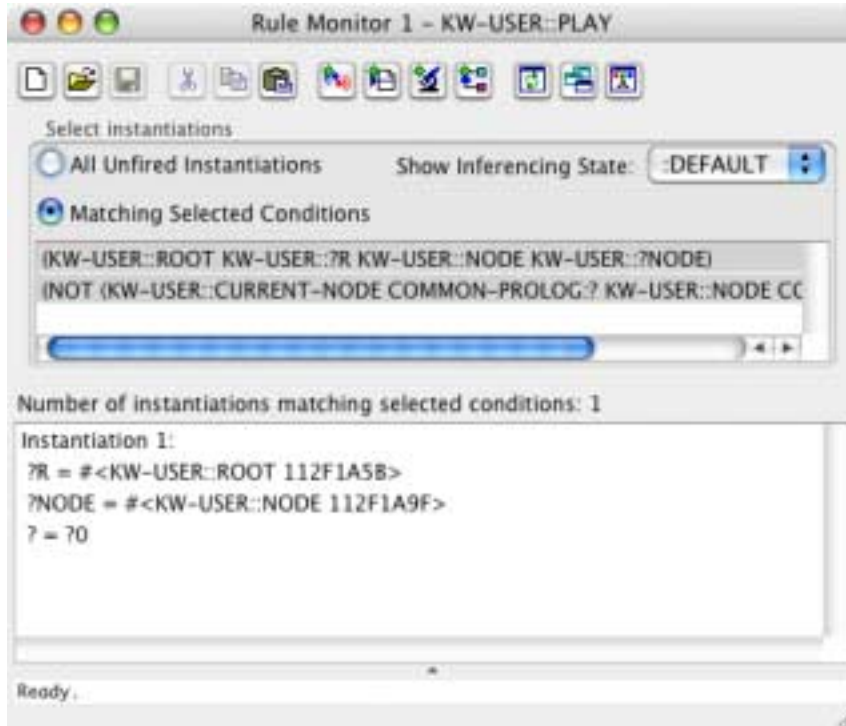 Rule Monitor 1 - KW-USER::PLAY
Select instantiations
All Unfired Instantiations Show Inferencing State: :DEFAULT
Matching Selected Conditions
(KW-USER::ROOT KW-USER::?R KW-USER::NODE KW-USER::?NODE)
(NOT (KW-USER::CURRENT-NODE COMMON-PROLOG:? KW-USER::NODE CC
Number of instantiations matching selected conditions: 1
Instantiation 1:
?R = #<KW-USER::ROOT 112F1A5B>
?NODE = #<KW-USER::NODE 112F1A9F>
? = ?0
Ready.